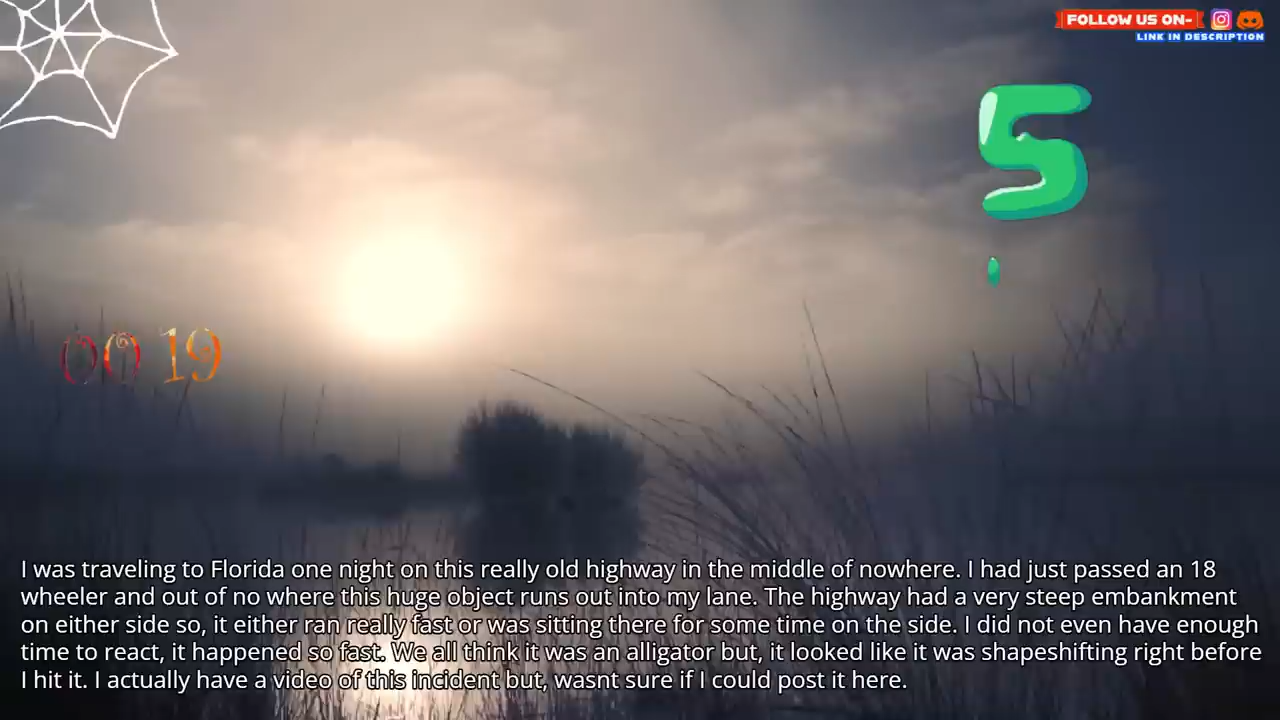 FOLLOW US ON-
LINK IN DESCRIPTION
5
00 19
I was traveling to Florida one night on this really old highway in the middle of nowhere. I had just passed an 18
wheeler and out of no where this huge object runs out into my lane. The highway had a very steep embankment
on either side so, it either ran really fast or was sitting there for some time on the side. I did not even have enough
time to react, it happened so fast. We all think it was an alligator but, it looked like it was shapeshifting right before
I hit it. I actually have a video of this incident but, wasnt sure if I could post it here.